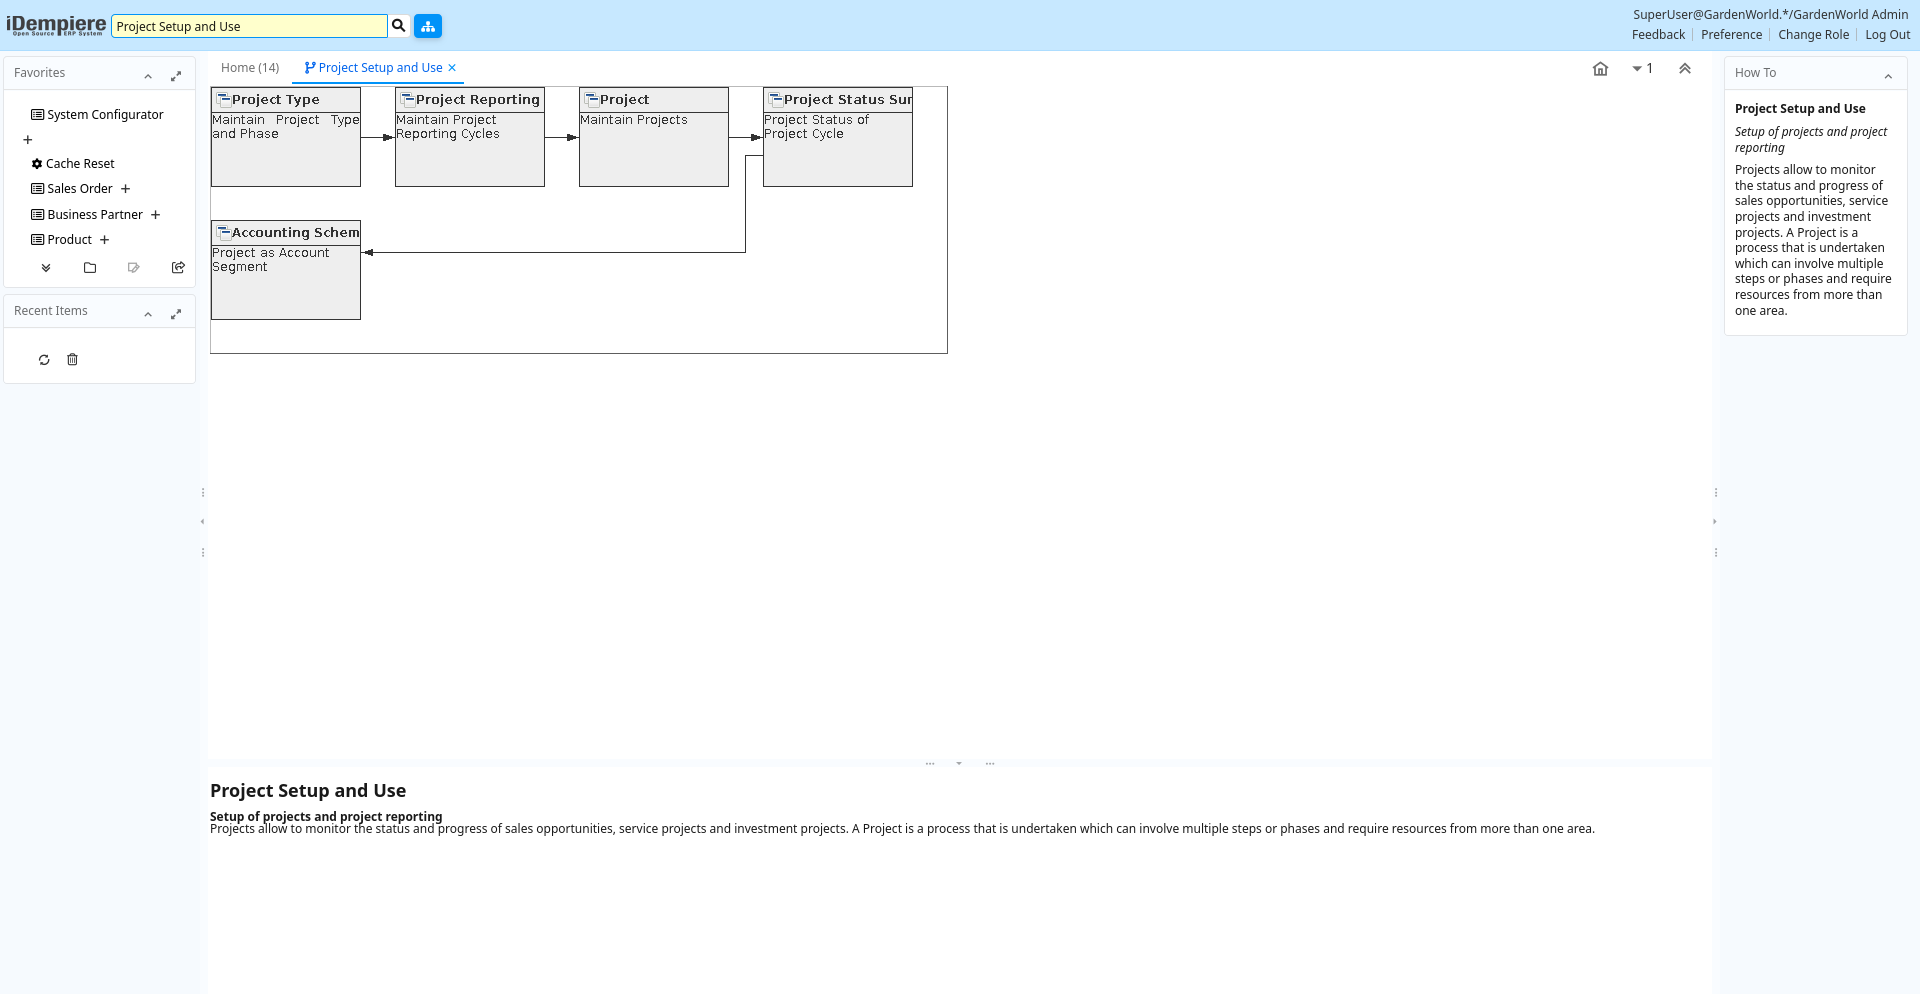 iDempiere
Open Source ERP System
Project Setup and Use
SuperUser@GardenWorld.*/GardenWorld Admin
Feedback
Preference
Change Role
Log Out
Favorites
System Configurator
Cache Reset
Sales Order
Business Partner
Product
Recent Items
Home (14)
Project Setup and Use
1
Project Type
Maintain Project Type
and Phase
Project Reporting
Maintain Project
Reporting Cycles
Project
Maintain Projects
Project Status Sur
Project Status of
Project Cycle
Accounting Schem
Project as Account
Segment
Project Setup and Use
Setup of projects and project reporting
Projects allow to monitor the status and progress of sales opportunities, service projects and investment projects. A Project is a process that is undertaken which can involve multiple steps or phases and require resources from more than one area.
How To
Project Setup and Use
Setup of projects and project
reporting
Projects allow to monitor
the status and progress of
sales opportunities, service
projects and investment
projects. A Project is a
process that is undertaken
which can involve multiple
steps or phases and require
resources from more than
one area.